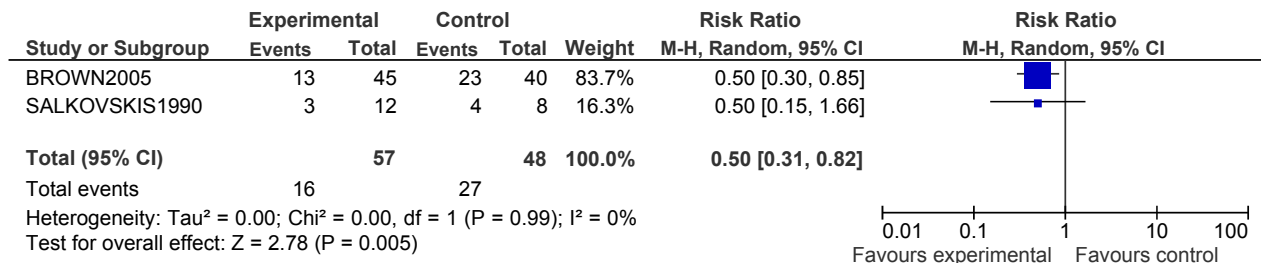 Experimental Control Risk Ratio Risk Ratio
Study or Subgroup Events Total Events Total Weight M-H, Random, 95% CI M-H, Random, 95% CI
BROWN2005 13 45 23 40 83.7% 0.50 [0.30, 0.85]
SALKOVSKIS1990 3 12 4 8 16.3% 0.50 [0.15, 1.66]
Total (95% CI) 57 48 100.0% 0.50 [0.31, 0.82]
Total events 16 27
Heterogeneity: Tau² = 0.00; Chi² = 0.00, df = 1 (P = 0.99); I² = 0%
Test for overall effect: Z = 2.78 (P = 0.005)
0.01 0.1 1 10 100
Favours experimental Favours control